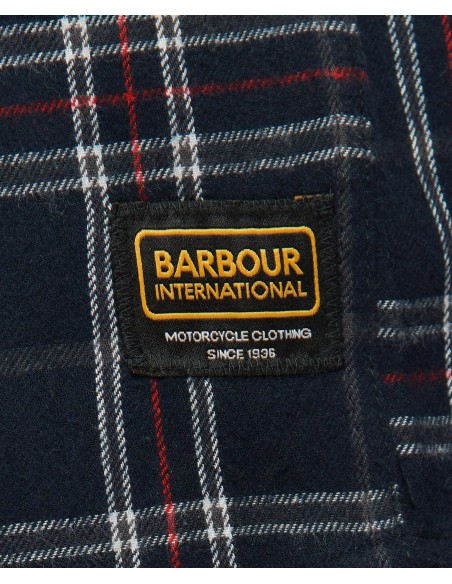 BARBOUR
INTERNATIONAL
MOTORCYCLE CLOTHING
SINCE 1936